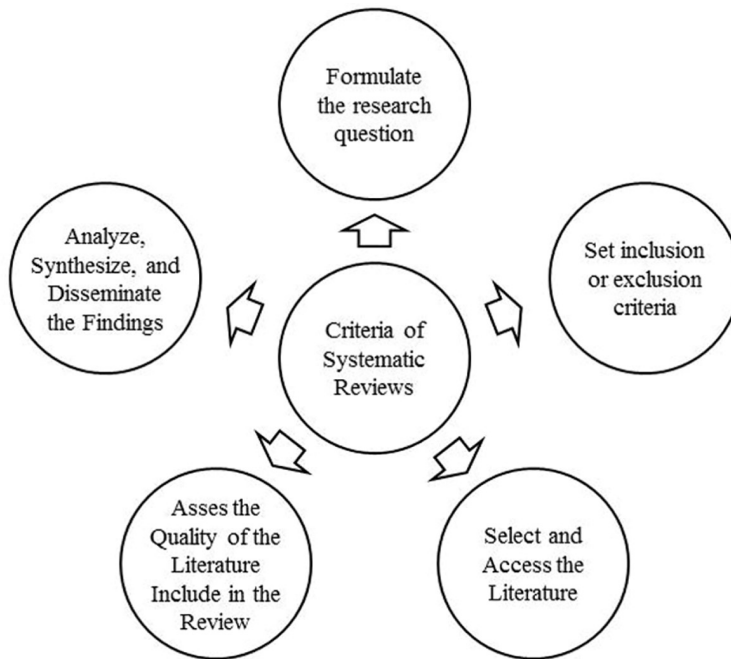 Formulate
the research
question
Analyze,
Synthesize, and
Disseminate
the Findings
Set inclusion
or exclusion
criteria
Criteria of
Systematic
Reviews
Asses the
Quality of the
Literature
Include in the
Review
Select and
Access the
Literature